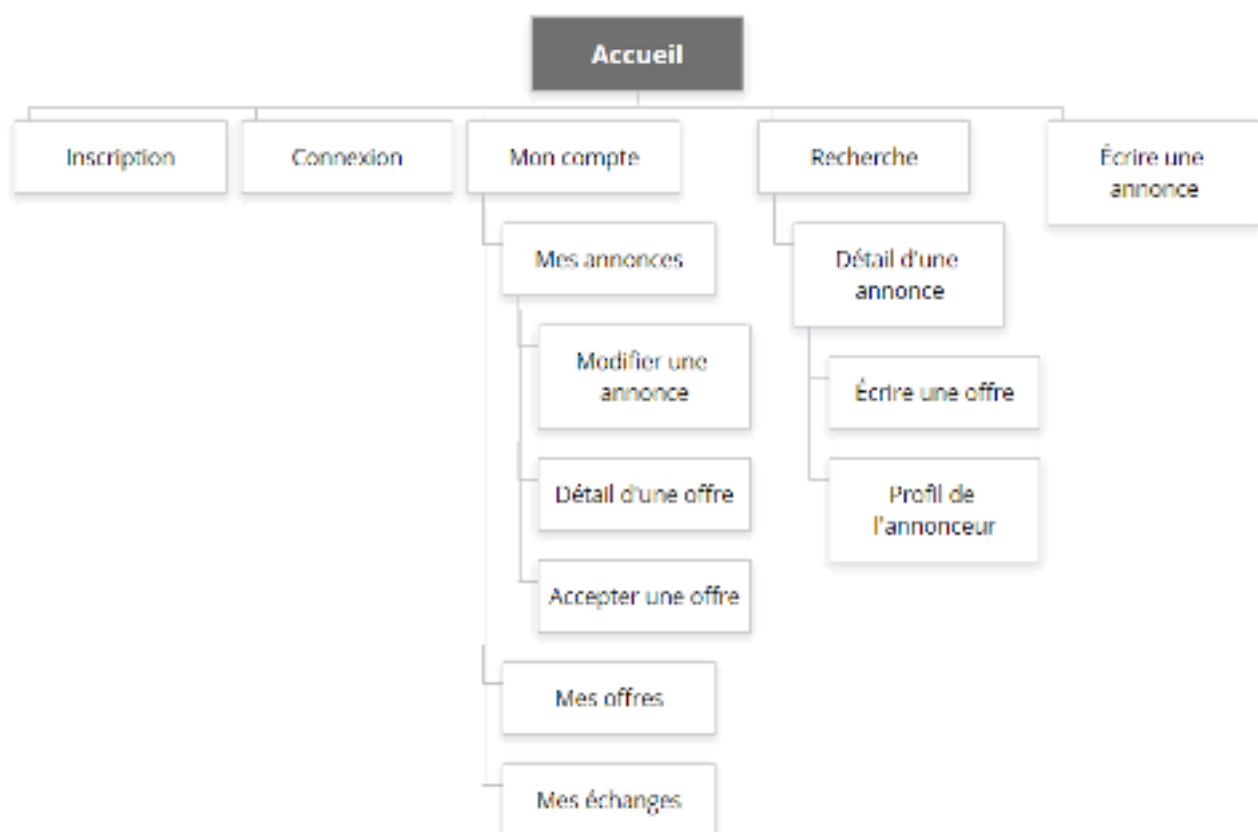 Accueil
Inscription
Connexion
Mon compte
Recherche
Écrire une
annonce
Mes annonces
Détail d'une
annonce
Modifier une
annonce
Écrire une offre
Détail d'une offre
Profil de
l'annonceur
Accepter une offre
Mes offres
Mes échanges